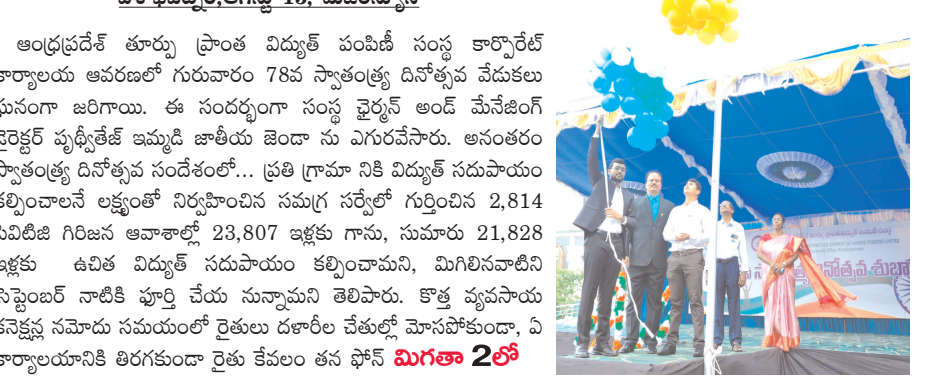 ఆంధ్రప్రదేశ్ తూర్పు ప్రాంత విద్యుత్ పంపిణీ సంస్థ కార్పొరేట్
కార్యాలయ ఆవరణలో గురువారం 78వ స్వాతంత్ర్య దినోత్సవ వేడుకలు
ఘనంగా జరిగాయి. ఈ సందర్భంగా సంస్థ ఛైర్మన్ అండ్ మేనేజింగ్
డైరెక్టర్ పృథ్వీతేజ్ ఇమ్మడి జాతీయ జెండా ను ఎగురవేసారు. అనంతరం
స్వాతంత్ర్య దినోత్సవ సందేశంలో... ప్రతి గ్రామా నికి విద్యుత్ సదుపాయం
కల్పించాలనే లక్ష్యంతో నిర్వహించిన సమగ్ర సర్వేలో గుర్తించిన 2,814
పివిటిజి గిరిజన ఆవాశాల్లో 23,807 ఇళ్లకు గాను, సుమారు 21,828
ఇళ్లకు ఉచిత విద్యుత్ సదుపాయం కల్పించామని, మిగిలినవాటిని
సెప్టెంబర్ నాటికి పూర్తి చేయ నున్నామని తెలిపారు. కొత్త వ్యవసాయ
కనెక్షన్ల నమోదు సమయంలో రైతులు దళారీల చేతుల్లో మోసపోకుండా, ఏ
కార్యాలయానికి తిరగకుండా రైతు కేవలం తన ఫోన్ మిగతా 2లో